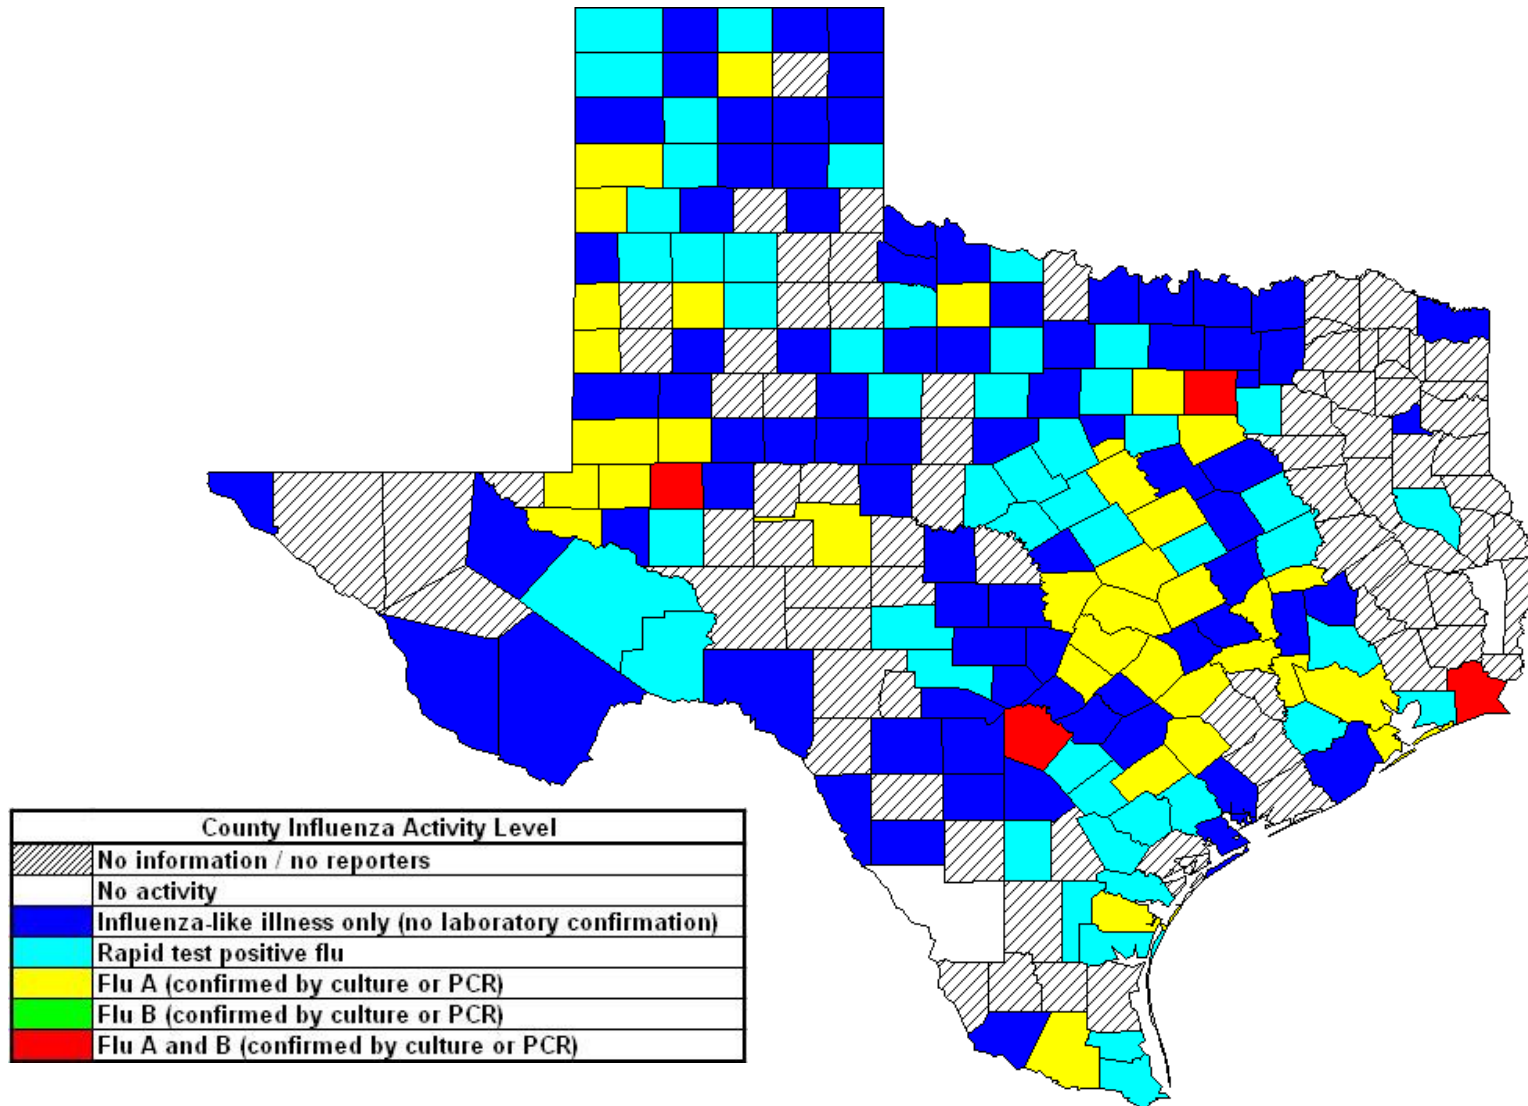 County Influenza Activity Level
No information / no reporters
No activity
Influenza-like illness only (no laboratory confirmation)
Rapid test positive flu
Flu A (confirmed by culture or PCR)
Flu B (confirmed by culture or PCR)
Flu A and B (confirmed by culture or PCR)